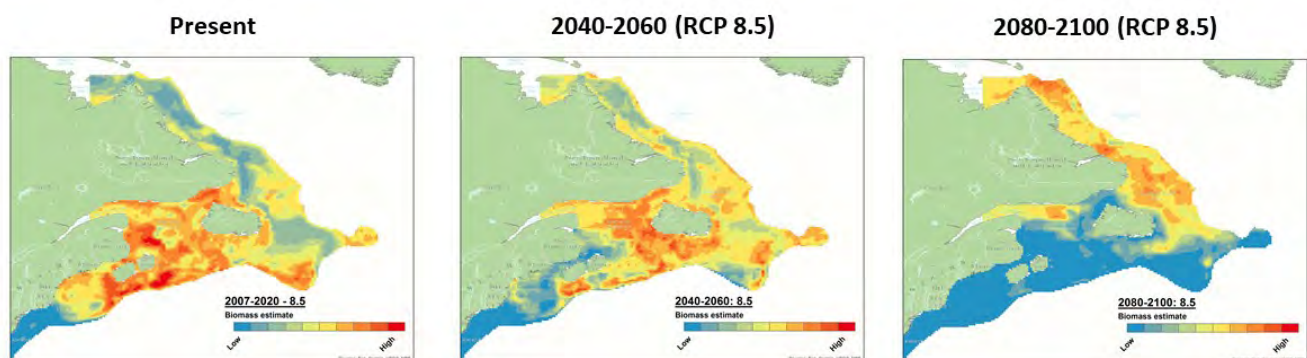 Present
2040-2060 (RCP 8.5)
2080-2100 (RCP 8.5)
2007-2020 - 8.5
Biomass estimate
Low
High
2040-2060: 8.5
Biomass estimate
Low
High
2080-2100: 8.5
Biomass estimate
Low
High